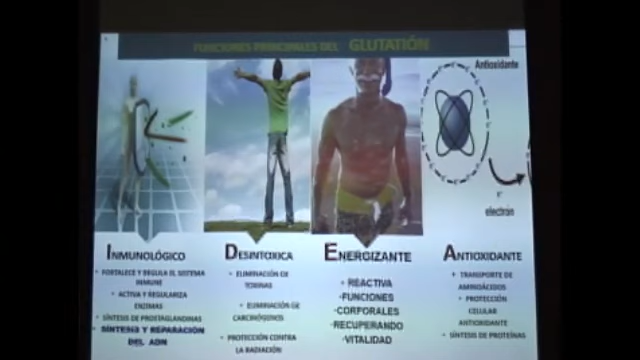 FUNCIONES PRINCIPALES DEL GLUTATIÓN
Antioxidante
electrón
INMUNOLÓGICO
• FORTALECE Y REGULA EL SISTEMA
INMUNE
• ACTIVA Y REGULARIZA
ENZIMAS
• SÍNTESIS DE PROSTAGLANDINAS
• SÍNTESIS Y REPARACIÓN
DEL ADN
DESINTOXICA
• ELIMINACIÓN DE
TOXINAS
• ELIMINACIÓN DE
CARCINÓGENOS
• PROTECCIÓN CONTRA
LA RADIACIÓN
ENERGIZANTE
• REACTIVA
•FUNCIONES
•CORPORALES
•RECUPERANDO
•VITALIDAD
ANTIOXIDANTE
• TRANSPORTE DE
AMINOÁCIDOS
• PROTECCIÓN
CELULAR
ANTIOXIDANTE
• SÍNTESIS DE PROTEÍNAS